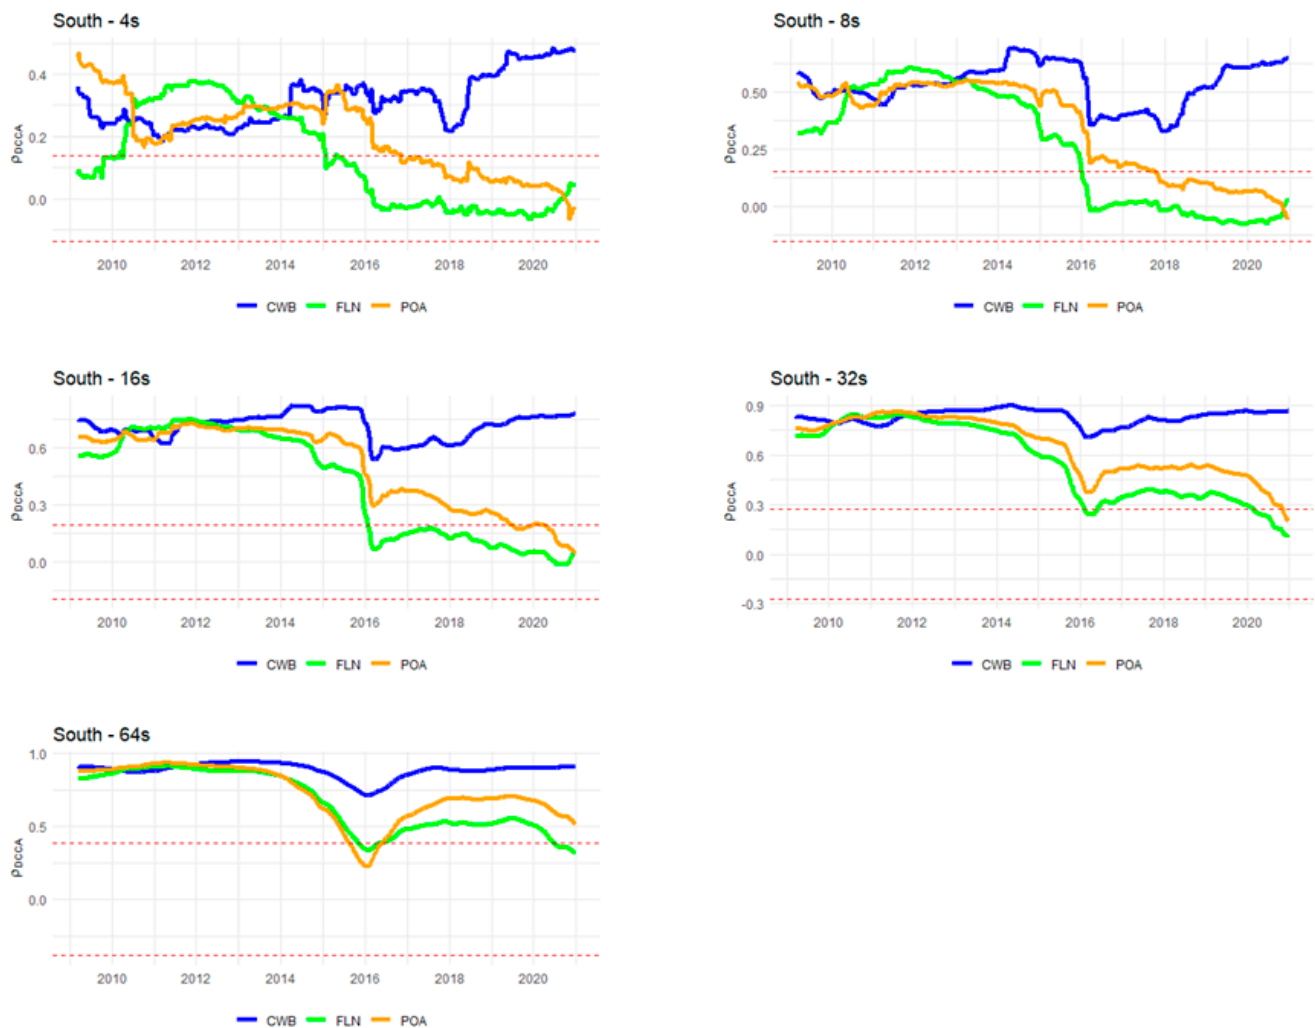 South - 4s
ρDCCA
0.4
0.2
0.0
2010 2012 2014 2016 2018 2020
CWB FLN POA
South - 8s
ρDCCA
0.50
0.25
0.00
2010 2012 2014 2016 2018 2020
CWB FLN POA
South - 16s
ρDCCA
0.6
0.3
0.0
2010 2012 2014 2016 2018 2020
CWB FLN POA
South - 32s
ρDCCA
0.9
0.6
0.3
0.0
-0.3
2010 2012 2014 2016 2018 2020
CWB FLN POA
South - 64s
ρDCCA
1.0
0.5
0.0
2010 2012 2014 2016 2018 2020
CWB FLN POA